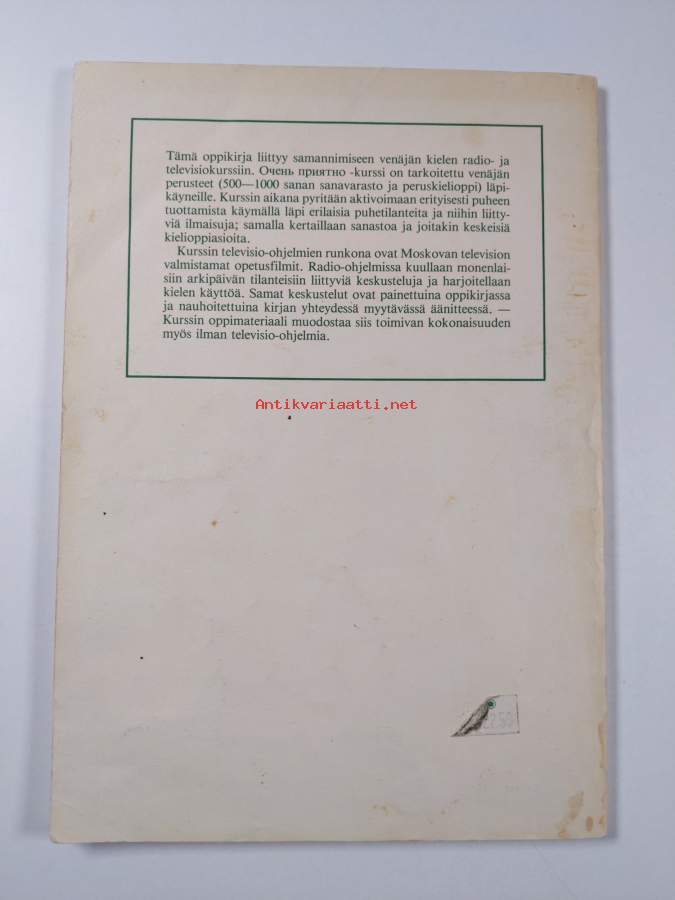 Tämä oppikirja liittyy samannimiseen venäjän kielen radio- ja
televisiokurssiin. Очень приятно -kurssi on tarkoitettu venäjän
perusteet (500—1000 sanan sanavarasto ja peruskielioppi) läpi-
käyneille. Kurssin aikana pyritään aktivoimaan erityisesti puheen
tuottamista käymällä läpi erilaisia puhetilanteita ja niihin liitty-
viä ilmaisuja; samalla kertaillaan sanastoa ja joitakin keskeisiä
kielioppiasioita.
Kurssin televisio-ohjelmien runkona ovat Moskovan television
valmistamat opetusfilmit. Radio-ohjelmissa kuullaan monenlai-
siin arkipäivän tilanteisiin liittyviä keskusteluja ja harjoitellaan
kielen käyttöä. Samat keskustelut ovat painettuina oppikirjassa
ja nauhoitettuina kirjan yhteydessä myytävässä äänitteessä. —
Kurssin oppimateriaali muodostaa siis toimivan kokonaisuuden
myös ilman televisio-ohjelmia.
Antikvariaatti.net